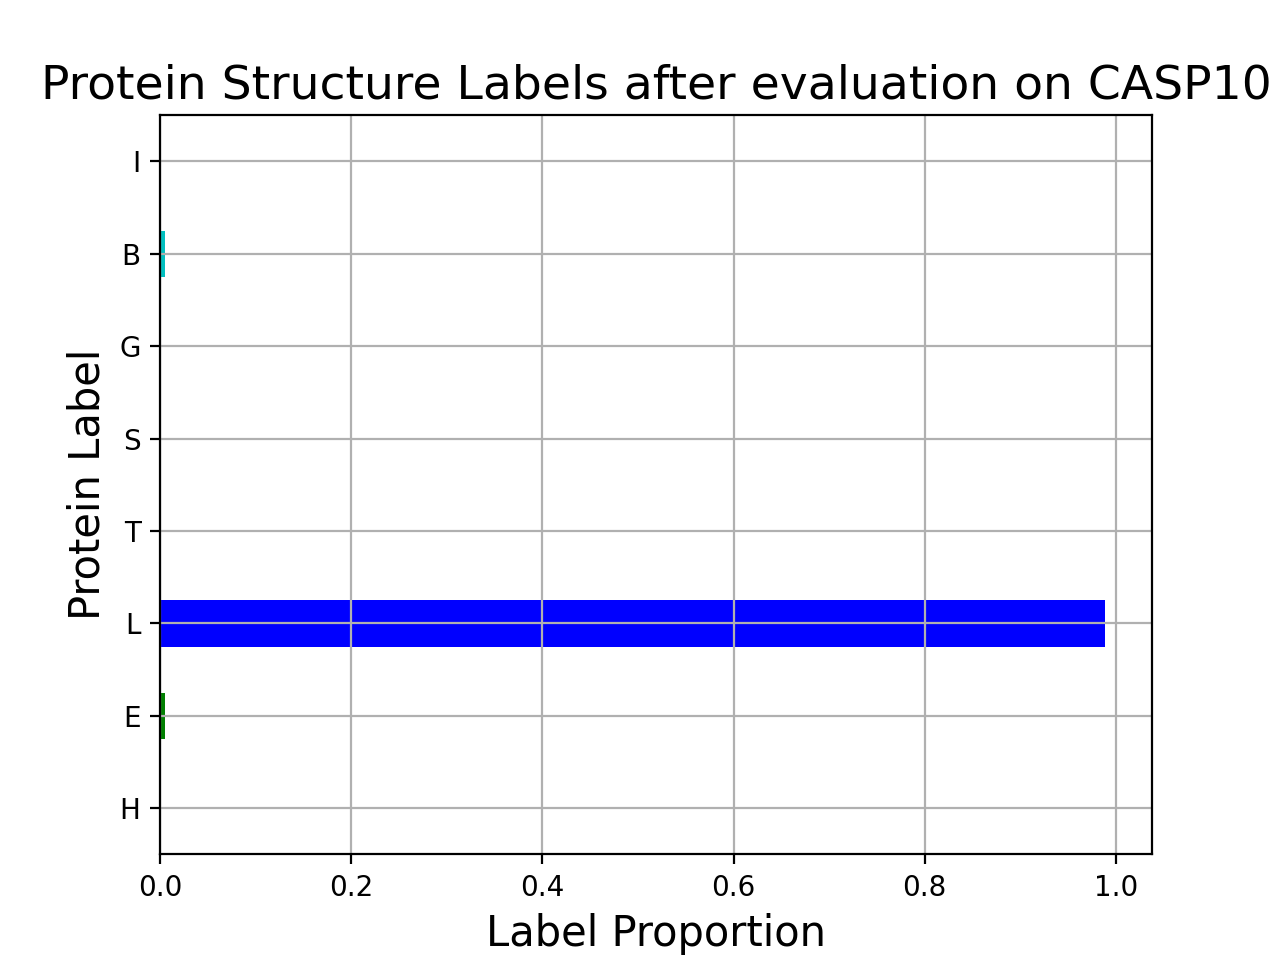 Protein Structure Labels after evaluation on CASP10
I
B
G
S
T
L
E
H
Protein Label
0.0 0.2 0.4 0.6 0.8 1.0
Label Proportion